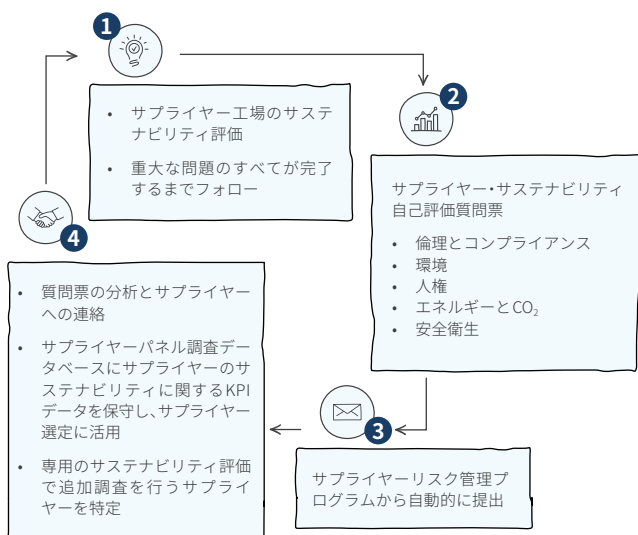 1
• サプライヤー工場のサステ
ナビリティ評価
• 重大な問題のすべてが完了
するまでフォロー
2
サプライヤー・サステナビリティ
自己評価質問票
• 倫理とコンプライアンス
• 環境
• 人権
• エネルギーとCO₂
• 安全衛生
3
サプライヤーリスク管理プ
ログラムから自動的に提出
4
• 質問票の分析とサプライヤー
への連絡
• サプライヤーパネル調査デー
タベースにサプライヤーのサ
ステナビリティに関するKPI
データを保守し、サプライヤー
選定に活用
• 専用のサステナビリティ評価
で追加調査を行うサプライ
ヤーを特定